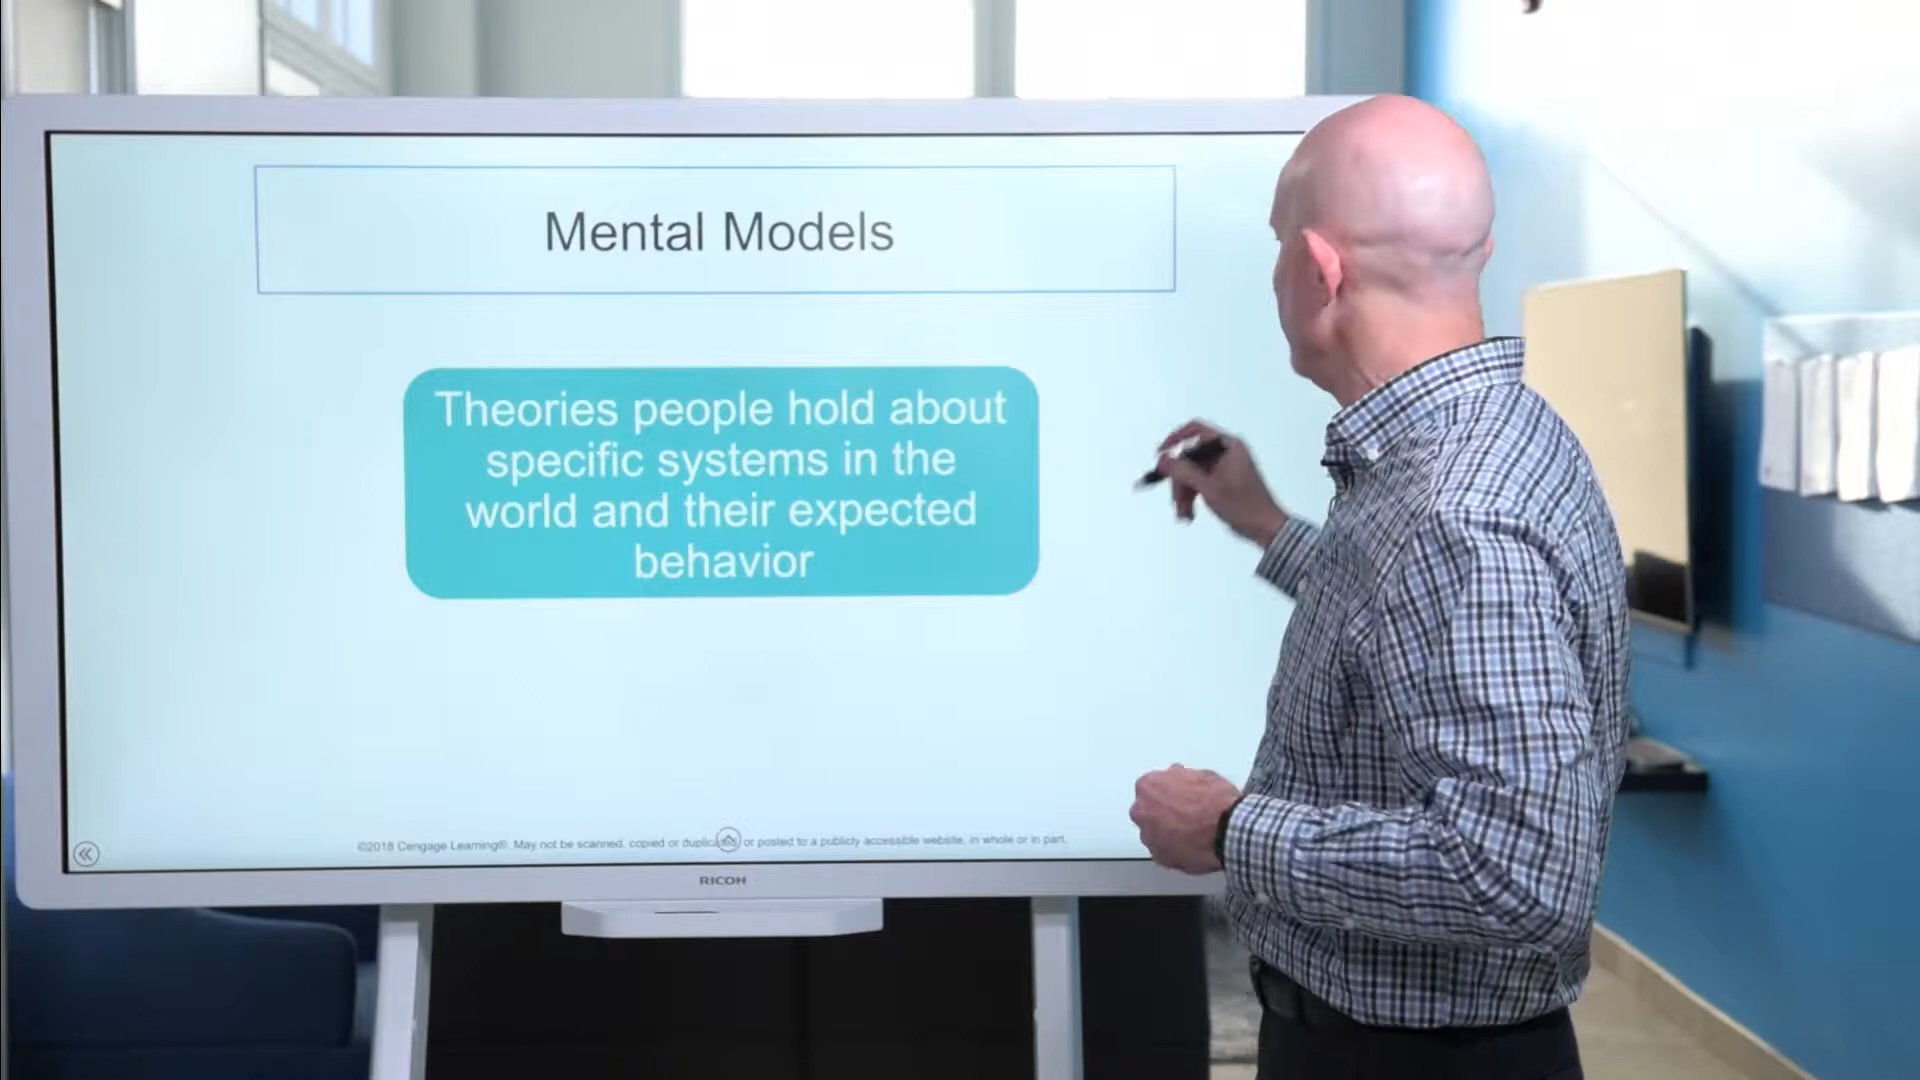 Mental Models
Theories people hold about
specific systems in the
world and their expected
behavior
©2018 Cengage Learning®. May not be scanned, copied or duplicated, or posted to a publicly accessible website, in whole or in part.
RICOH